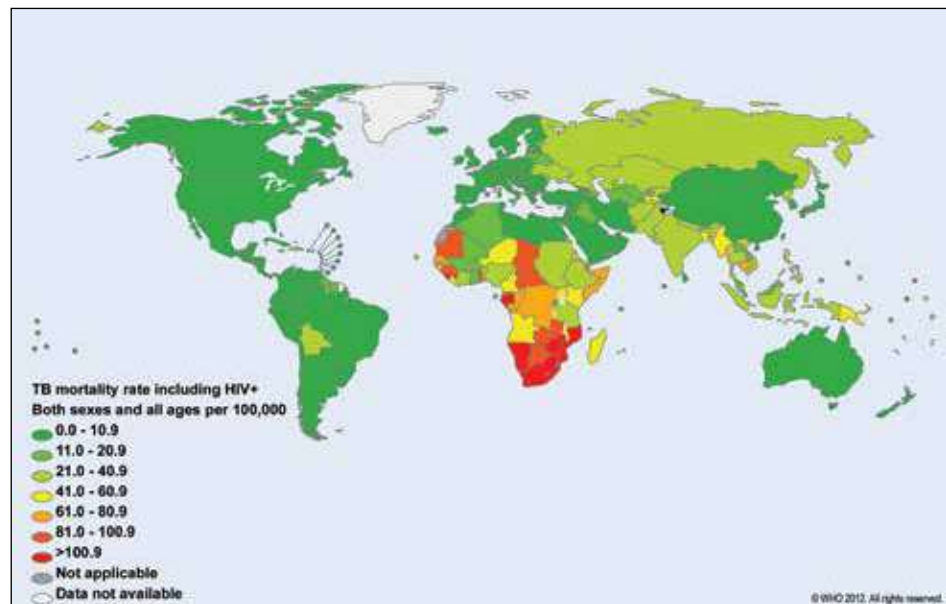 TB mortality rate including HIV+
Both sexes and all ages per 100,000
0.0 - 10.9
11.0 - 20.9
21.0 - 40.9
41.0 - 60.9
61.0 - 80.9
81.0 - 100.9
>100.9
Not applicable
Data not available
© WHO 2012. All rights reserved.